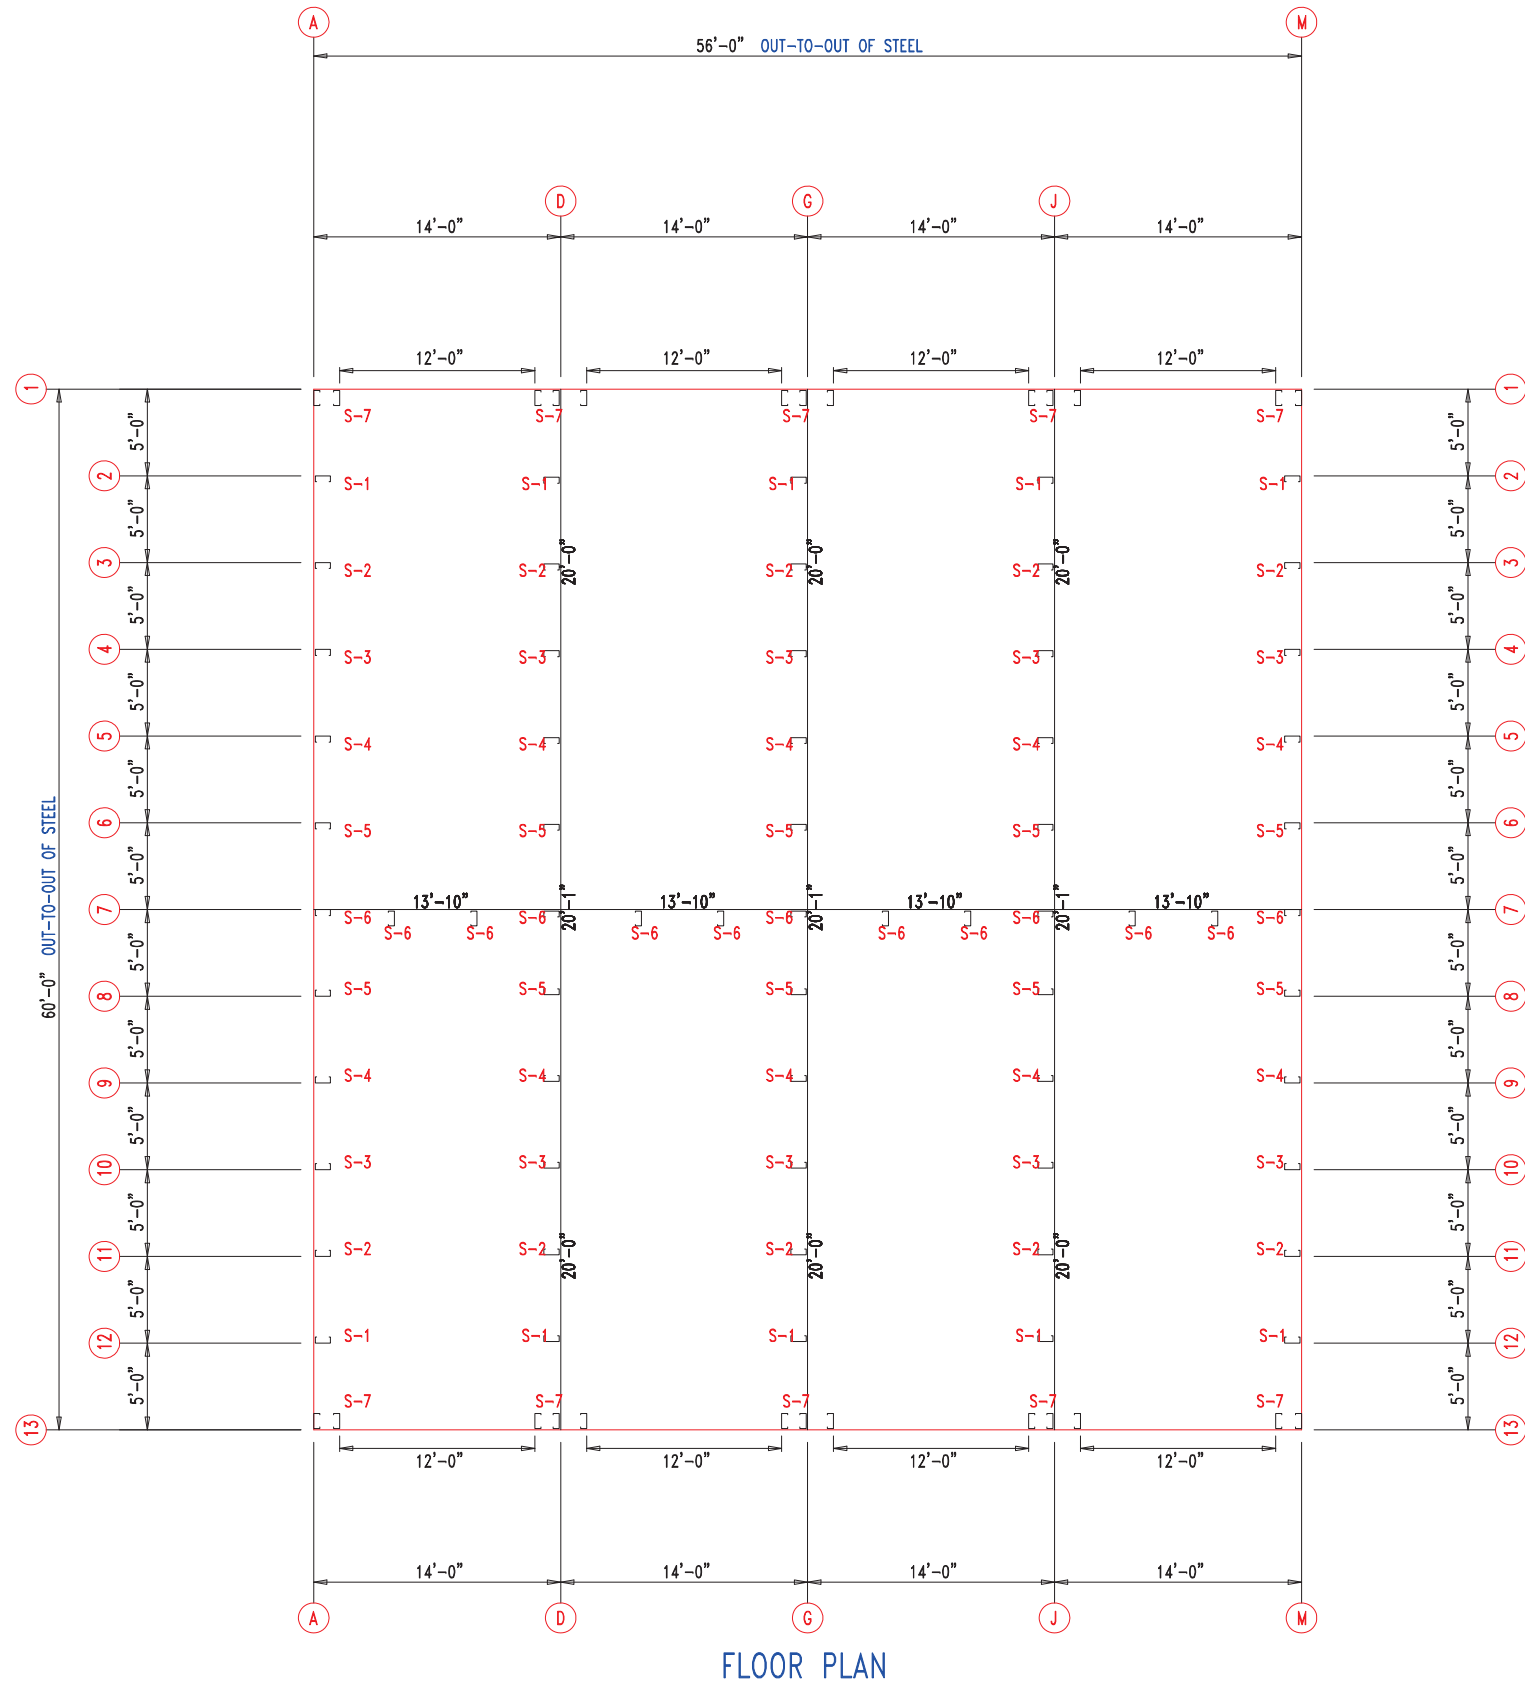 A M
56'-0" OUT-TO-OUT OF STEEL
D G J
14'-0" 14'-0" 14'-0" 14'-0"
12'-0" 12'-0" 12'-0" 12'-0"
1 1
S-7 S-7 S-7 S-7 S-7
5'-0" 5'-0"
2 S-1 S-1 S-1 S-1 S-1 2
5'-0" 20'-0" 20'-0" 20'-0" 5'-0"
3 S-2 S-2 S-2 S-2 S-2 3
5'-0" 5'-0"
4 S-3 S-3 S-3 S-3 S-3 4
5'-0" 5'-0"
5 S-4 S-4 S-4 S-4 S-4 5
5'-0" 5'-0"
6 S-5 S-5 S-5 S-5 S-5 6
5'-0" 5'-0"
13'-10" 13'-10" 13'-10" 13'-10"
7 S-6 S-6 20'-1" S-6 20'-1" S-6 20'-1" S-6 7
S-6 S-6 S-6 S-6 S-6 S-6 S-6 S-6
60'-0" OUT-TO-OUT OF STEEL
5'-0" 5'-0"
8 S-5 S-5 S-5 S-5 S-5 8
5'-0" 5'-0"
9 S-4 S-4 S-4 S-4 S-4 9
5'-0" 5'-0"
10 S-3 S-3 S-3 S-3 S-3 10
5'-0" 5'-0"
11 S-2 S-2 20'-0" S-2 20'-0" S-2 20'-0" S-2 11
5'-0" 5'-0"
12 S-1 S-1 S-1 S-1 S-1 12
5'-0" 5'-0"
S-7 S-7 S-7 S-7 S-7
13 13
12'-0" 12'-0" 12'-0" 12'-0"
14'-0" 14'-0" 14'-0" 14'-0"
A D G J M
FLOOR PLAN